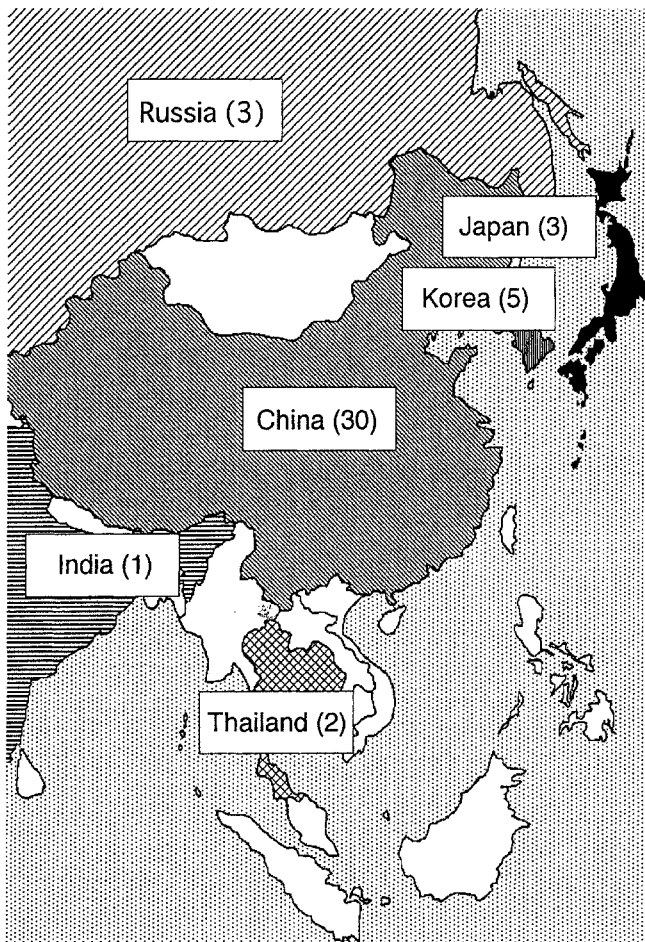 Russia (3)
Japan (3)
Korea (5)
China (30)
India (1)
Thailand (2)